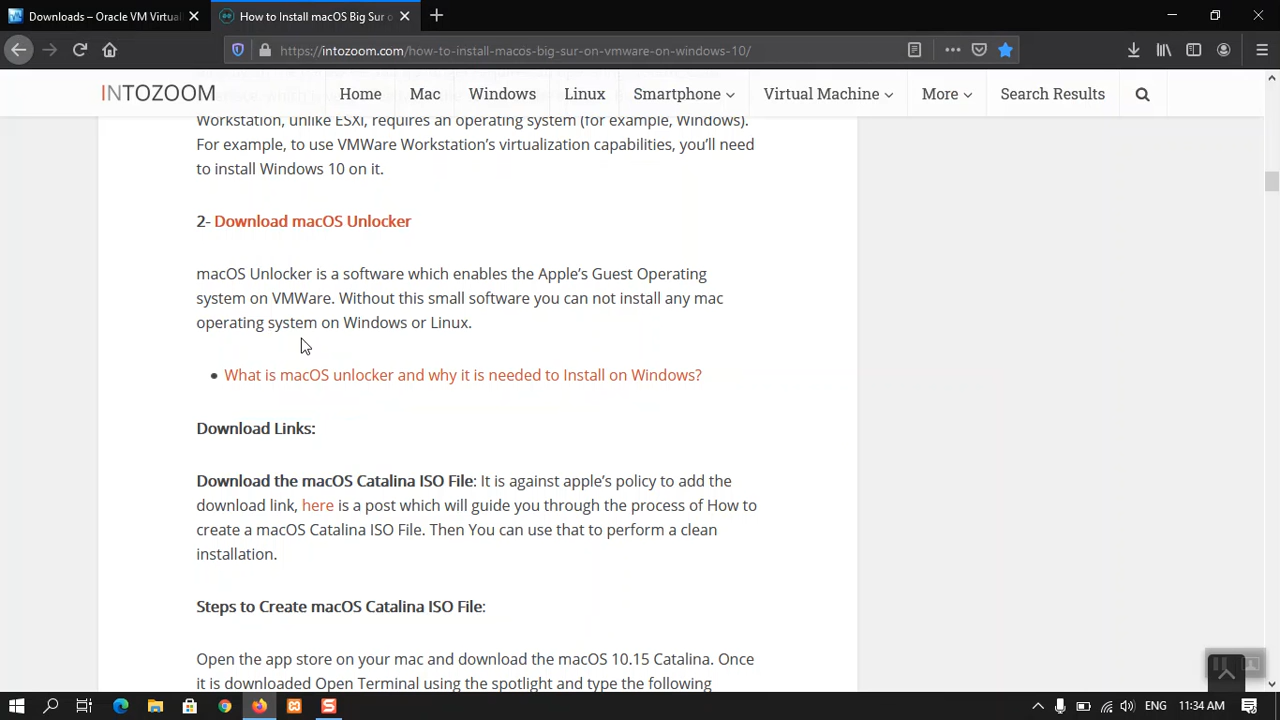 Downloads – Oracle VM Virtual
How to Install macOS Big Sur o
https://intozoom.com/how-to-install-macos-big-sur-on-vmware-on-windows-10/
INTOZOOM
Home
Mac
Windows
Linux
Smartphone
Virtual Machine
More
Search Results
Workstation, unlike ESXi, requires an operating system (for example, Windows).
For example, to use VMWare Workstation's virtualization capabilities, you'll need
to install Windows 10 on it.
2- Download macOS Unlocker
macOS Unlocker is a software which enables the Apple's Guest Operating
system on VMWare. Without this small software you can not install any mac
operating system on Windows or Linux.
What is macOS unlocker and why it is needed to Install on Windows?
Download Links:
Download the macOS Catalina ISO File: It is against apple's policy to add the
download link, here is a post which will guide you through the process of How to
create a macOS Catalina ISO File. Then You can use that to perform a clean
installation.
Steps to Create macOS Catalina ISO File:
Open the app store on your mac and download the macOS 10.15 Catalina. Once
it is downloaded Open Terminal using the spotlight and type the following
ENG
11:34 AM